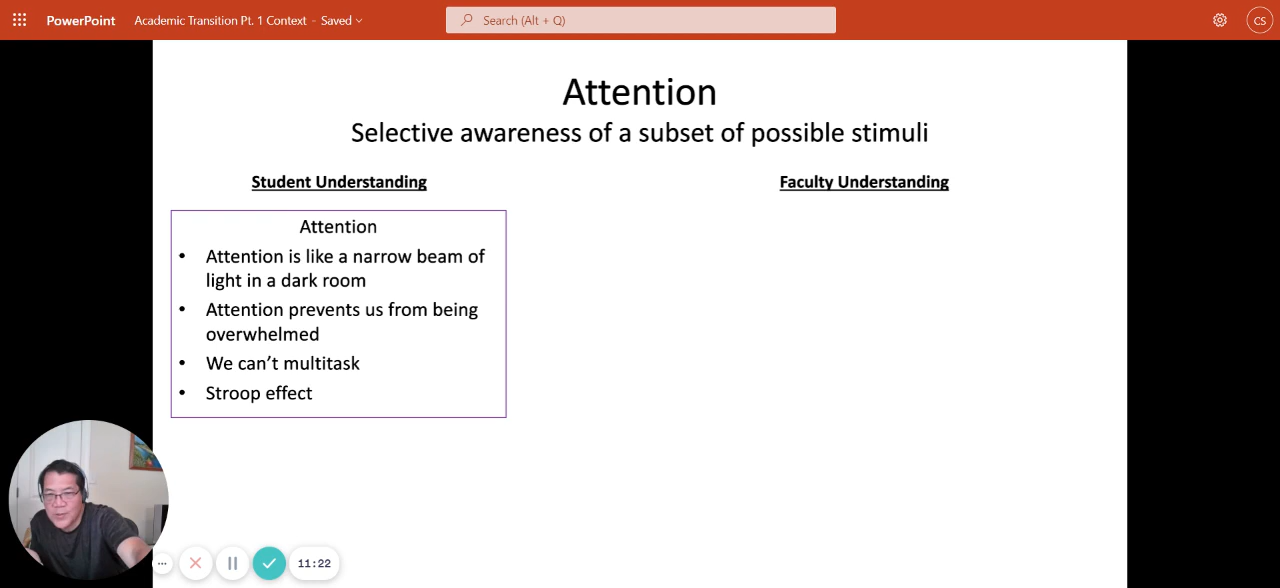 PowerPoint Academic Transition Pt. 1 Context - Saved Search (Alt + Q) CS
Attention
Selective awareness of a subset of possible stimuli
Student Understanding
Faculty Understanding
Attention
• Attention is like a narrow beam of
light in a dark room
• Attention prevents us from being
overwhelmed
• We can’t multitask
• Stroop effect
11:22